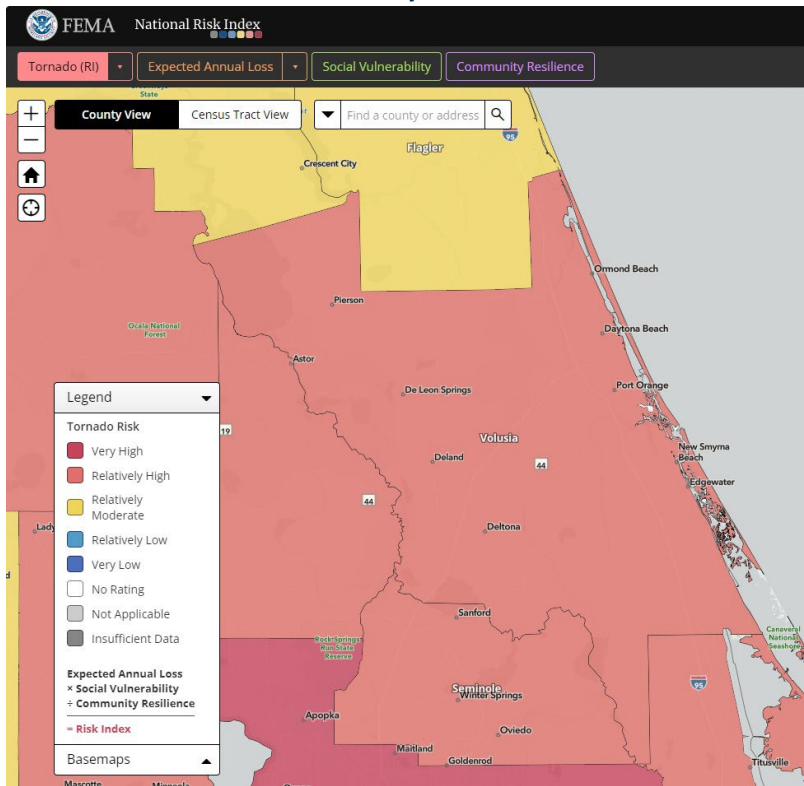 FEMA
National Risk Index
Tornado (RI)
Expected Annual Loss
Social Vulnerability
Community Resilience
State
County View
Census Tract View
Find a county or address
Flagler
95
Crescent City
Ormond Beach
Pierson
Ocala National
Forest
Daytona Beach
Astor
Port Orange
De Leon Springs
Legend
Tornado Risk
Very High
Relatively High
Relatively
Moderate
Relatively Low
Very Low
No Rating
Not Applicable
Insufficient Data
Expected Annual Loss
× Social Vulnerability
÷ Community Resilience
= Risk Index
Basemaps
19
Volusia
New Smyrna
Beach
Deland
44
Edgewater
44
Lady
Deltona
d
Sanford
Canaveral
National
Seashore
Rock Springs
Run State
Reserve
95
Seminole
Winter Springs
Apopka
Oviedo
Maitland
Goldenrod
Titusville
Mascotte